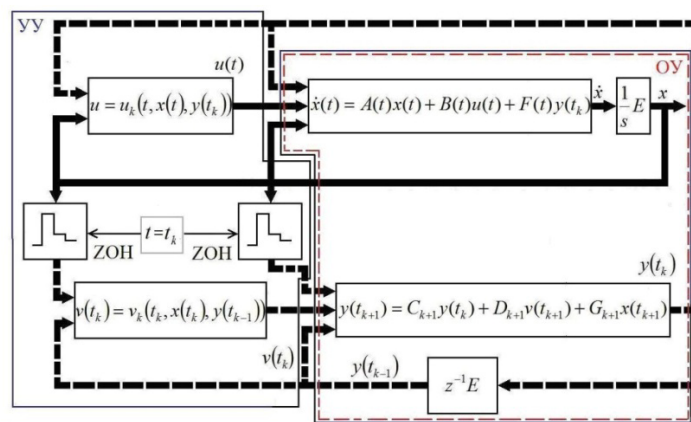 УУ
u(t)
ОУ
u = u_k(t, x(t), y(t_k))
ẋ(t) = A(t)x(t) + B(t)u(t) + F(t)y(t_k)
ẋ
1/s E
x
ZOH
t = t_k
ZOH
y(t_k)
v(t_k) = v_k(t_k, x(t_k), y(t_{k-1}))
y(t_{k+1}) = C_{k+1}y(t_k) + D_{k+1}v(t_{k+1}) + G_{k+1}x(t_{k+1})
v(t_k)
y(t_{k-1})
z^{-1}E